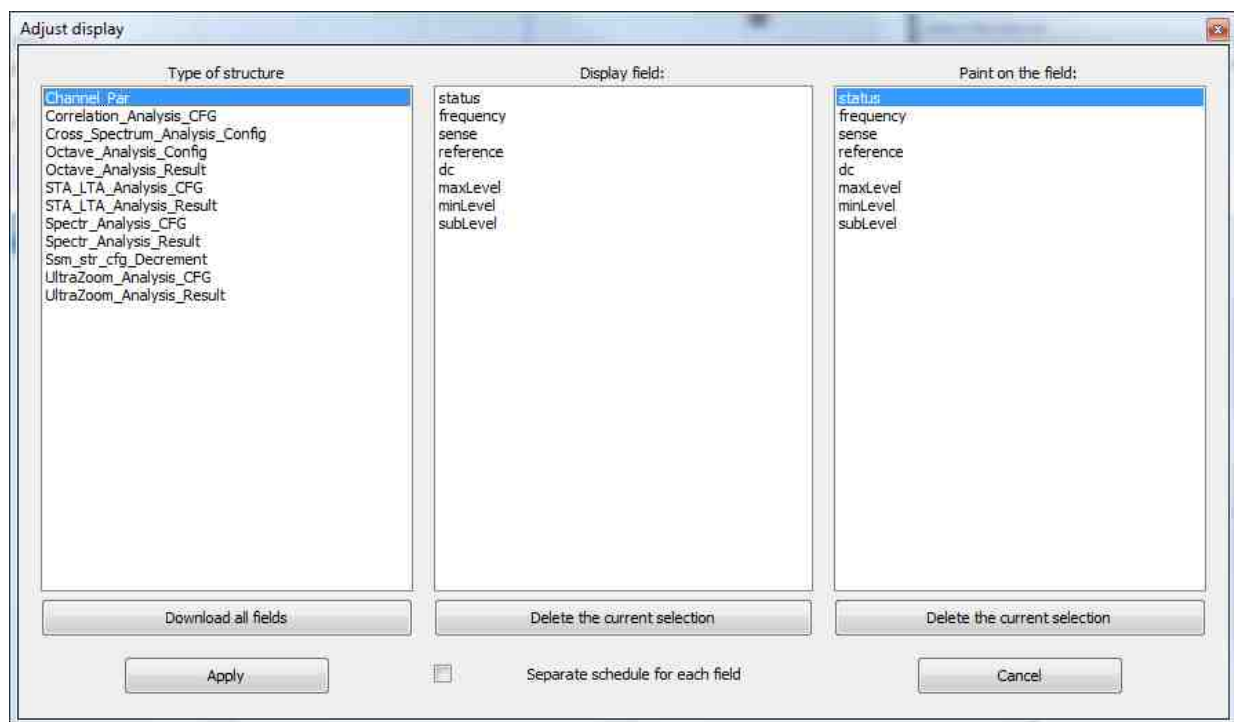 Adjust display
Type of structure
Channel_Par
Correlation_Analysis_CFG
Cross_Spectrum_Analysis_Config
Octave_Analysis_Config
Octave_Analysis_Result
STA_LTA_Analysis_CFG
STA_LTA_Analysis_Result
Spectr_Analysis_CFG
Spectr_Analysis_Result
Ssm_str_cfg_Decrement
UltraZoom_Analysis_CFG
UltraZoom_Analysis_Result
Download all fields
Display field:
status
frequency
sense
reference
dc
maxLevel
minLevel
subLevel
Delete the current selection
Paint on the field:
status
frequency
sense
reference
dc
maxLevel
minLevel
subLevel
Delete the current selection
Apply
Separate schedule for each field
Cancel